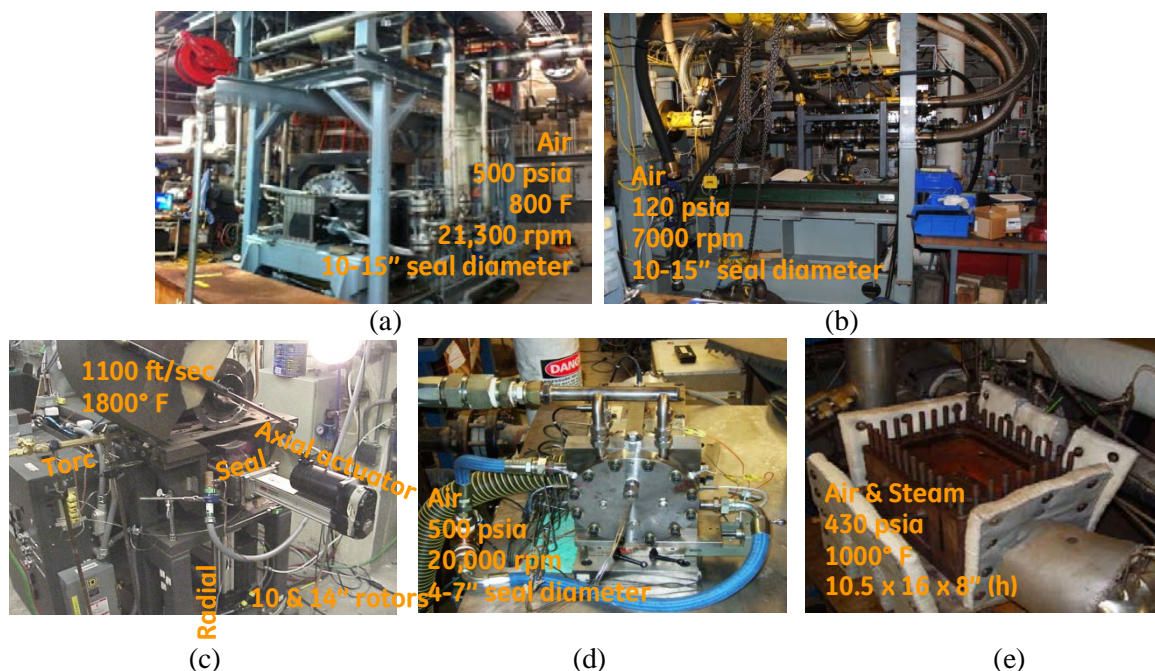 Air
500 psia
800 F
21,300 rpm
10-15” seal diameter
(a)
Air
120 psia
7000 rpm
10-15” seal diameter
(b)
1100 ft/sec
1800° F
Torc
Seal
Axial actuator
Radial
10 & 14” rotors
(c)
DANG
Air
500 psia
20,000 rpm
4-7” seal diameter
(d)
Air & Steam
430 psia
1000° F
10.5 x 16 x 8” (h)
(e)